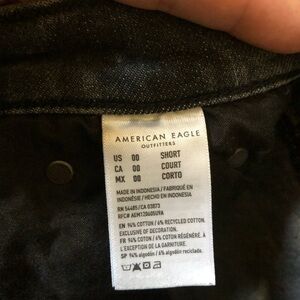 AMERICAN EAGLE
OUTFITTERS
US 00 SHORT
CA 00 COURT
MX 00 CORTO
MADE IN INDONESIA / FABRIQUÉ EN
INDONÉSIE / HECHO EN INDONESIA
RN 54485/CA 03873
EN 94% COTTON / 6% RECYCLED COTTON.
EXCLUSIVE OF DECORATION.
FR 94% COTON / 6% COTON RÉGÉNÉRÉ. À
L'EXCEPTION DE LA GARNITURE.
SP 94% algodón / 6% algodón reciclado.